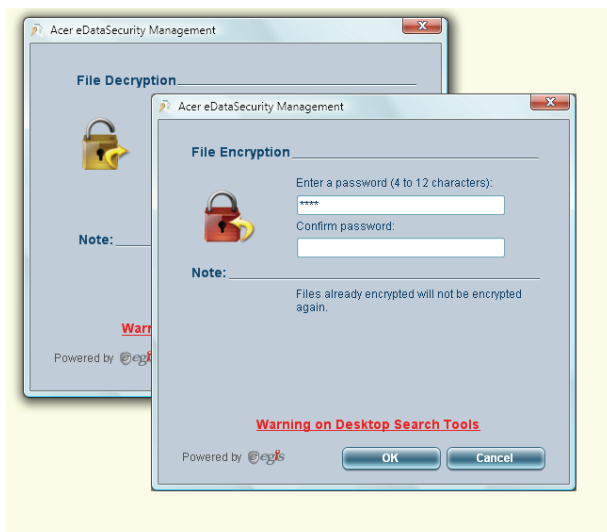 Acer eDataSecurity Management
File Decryption
Note:
Powered by egis
Acer eDataSecurity Management
File Encryption
Enter a password (4 to 12 characters):
****
Confirm password:
Note:
Files already encrypted will not be encrypted
again.
Warning on Desktop Search Tools
Powered by egis
OK
Cancel